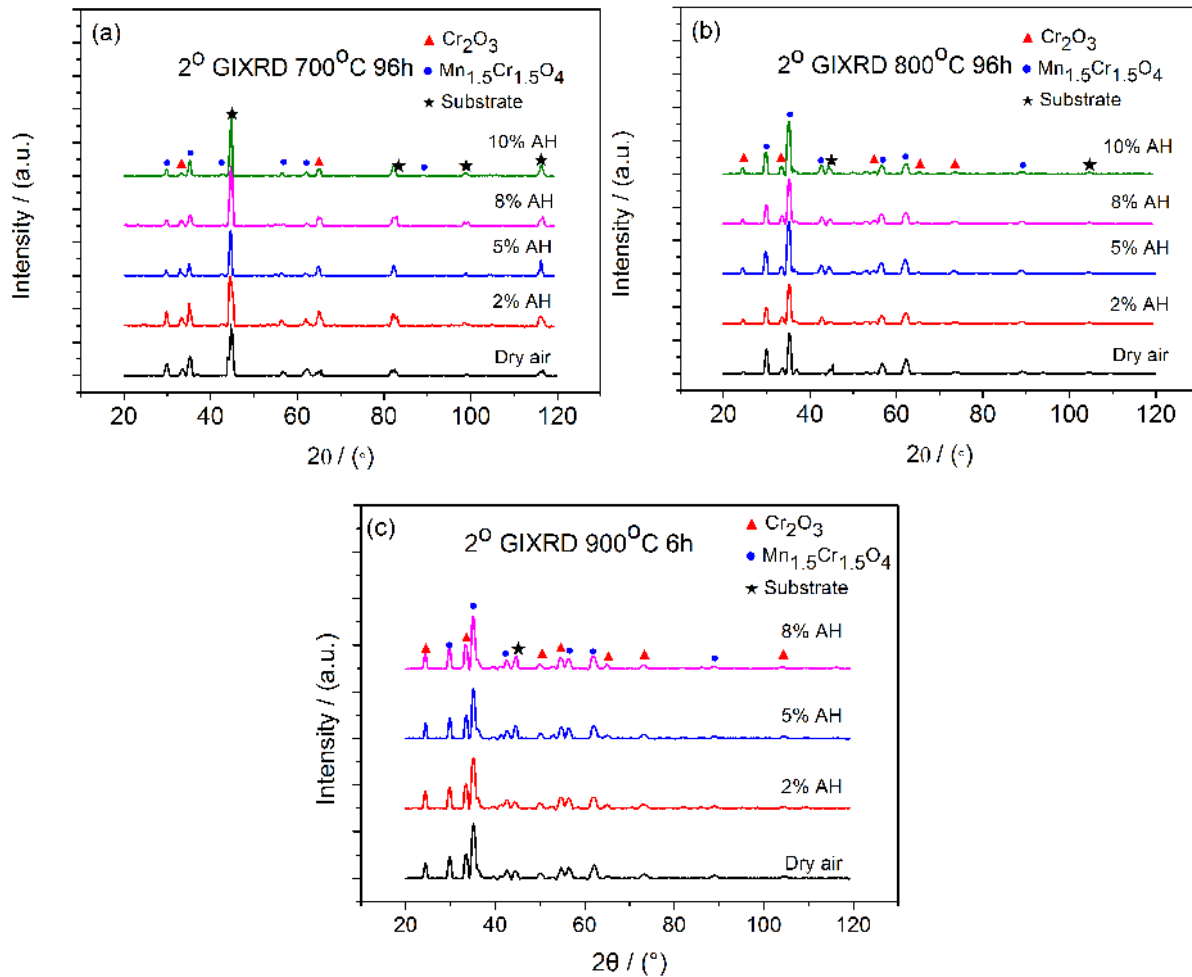 (a)
▲ Cr2O3
2O GIXRD 700OC 96h
● Mn1.5Cr1.5O4
★ Substrate
10% AH
8% AH
5% AH
2% AH
Dry air
Intensity / (a.u.)
20 40 60 80 100 120
2θ / (°)
(b)
▲ Cr2O3
2O GIXRD 800OC 96h
● Mn1.5Cr1.5O4
★ Substrate
10% AH
8% AH
5% AH
2% AH
Dry air
Intensity / (a.u.)
20 40 60 80 100 120
2θ / (°)
(c)
▲ Cr2O3
2O GIXRD 900OC 6h
● Mn1.5Cr1.5O4
★ Substrate
8% AH
5% AH
2% AH
Dry air
Intensity / (a.u.)
20 40 60 80 100 120
2θ / (°)